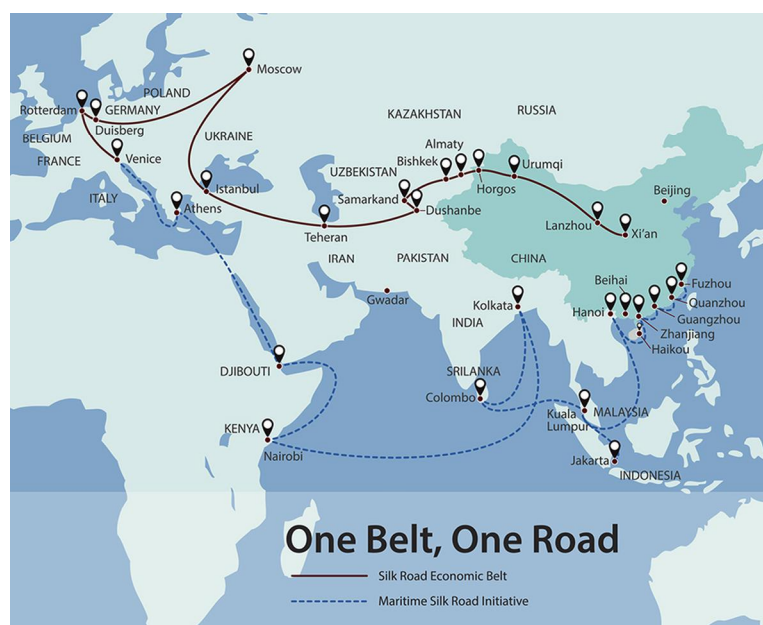 Moscow
POLAND
Rotterdam
GERMANY
Duisberg
BELGIUM
FRANCE
Venice
UKRAINE
KAZAKHSTAN
RUSSIA
Almaty
Bishkek
UZBEKISTAN
Horgos
Urumqi
ITALY
Istanbul
Athens
Samarkand
Dushanbe
Beijing
Lanzhou
Xi'an
Teheran
IRAN
PAKISTAN
CHINA
Gwadar
Beihai
Fuzhou
Kolkata
Quanzhou
Hanoi
Guangzhou
INDIA
Zhanjiang
Haikou
DJIBOUTI
SRILANKA
Colombo
Kuala
Lumpur
MALAYSIA
KENYA
Nairobi
Jakarta
INDONESIA
One Belt, One Road
Silk Road Economic Belt
Maritime Silk Road Initiative